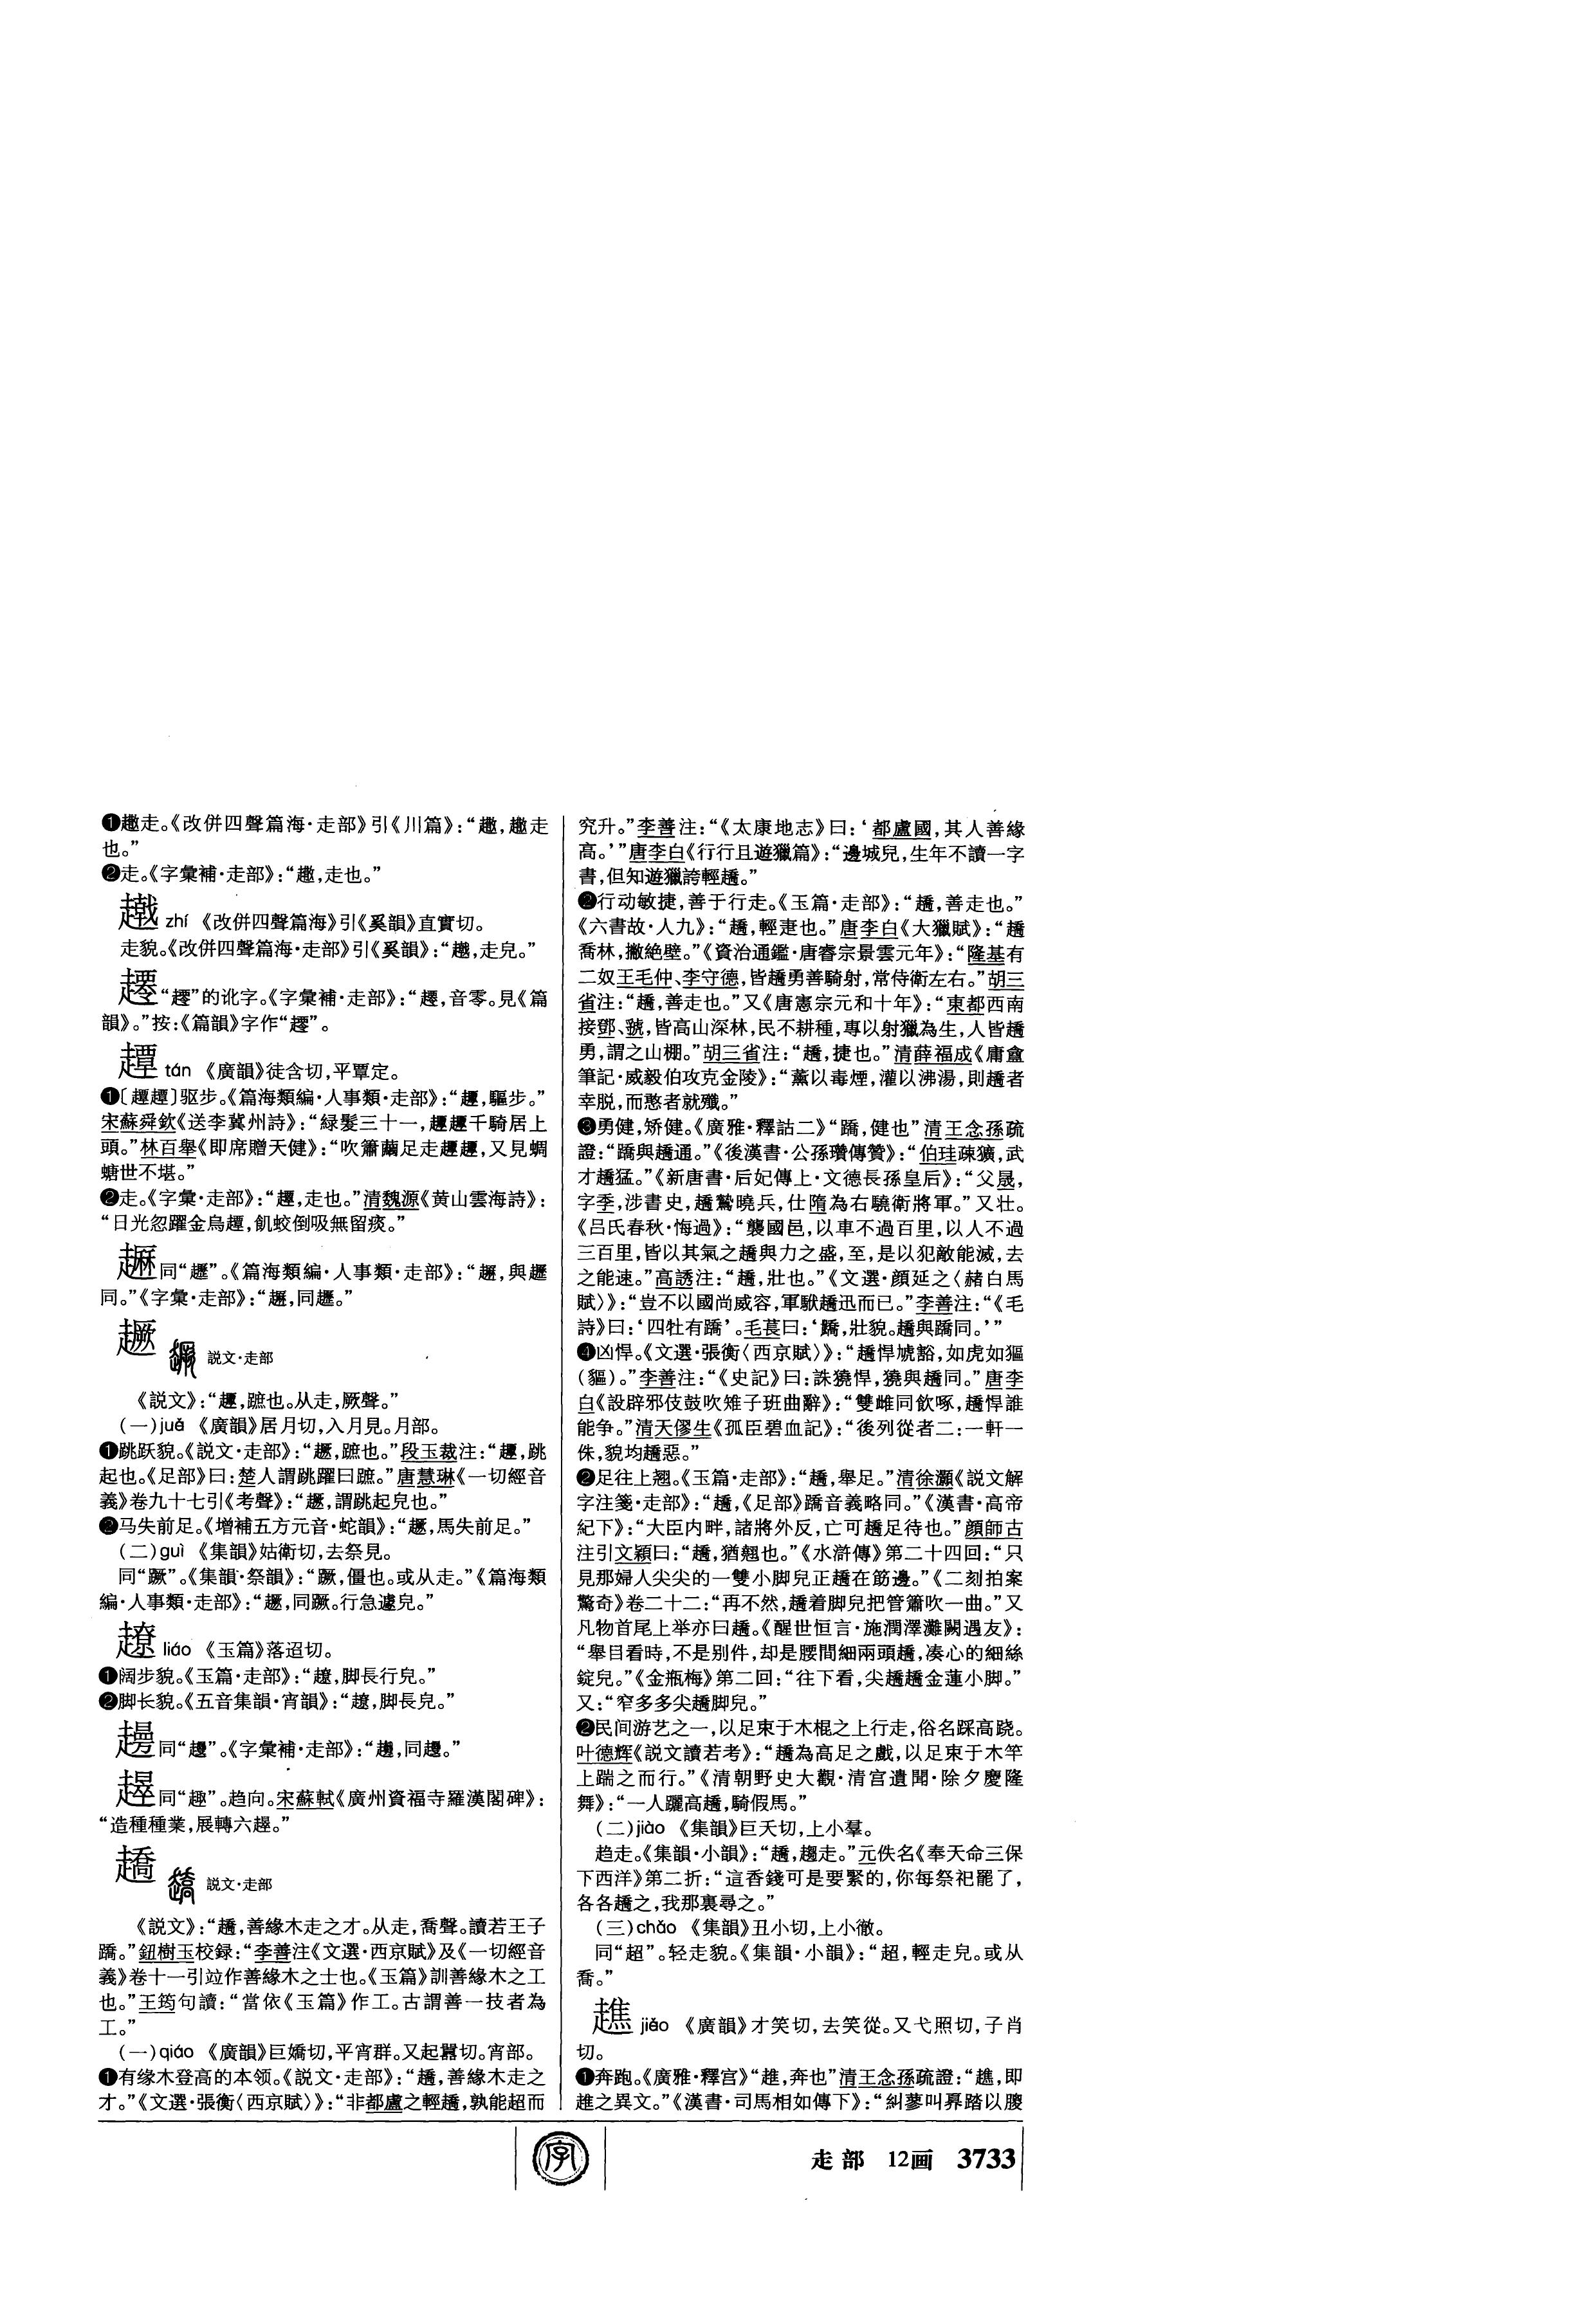 ❶趣走。《改併四聲篇海·走部》引《川篇》：“趣，趣走
也。”
❷走。《字彙補·走部》：“趣，走也。”
zhí 《改併四聲篇海》引《奚韻》直實切。
走貌。《改併四聲篇海·走部》引《奚韻》：“，走皃。”
“”的讹字。《字彙補·走部》：“，音零。見《篇
韻》。”按：《篇韻》字作“”。
趯 tán 《廣韻》徒含切，平覃定。
❶〔〕驱步。《篇海類編·人事類·走部》：“，驅步。”
宋蘇舜欽《送李冀州詩》：“緑髮三十一，千騎居上
頭。”林百舉《即席贈天健》：“吹簫繭足走，又見蜩
螗世不堪。”
❷走。《字彙·走部》：“，走也。”清魏源《黄山雲海詩》：
“日光忽躍金烏，飢蛟倒吸無留痰。”
同“”。《篇海類編·人事類·走部》：“，與
同。”《字彙·走部》：“，同。”
趰 説文·走部
《説文》：“趰，蹠也。从走，厥聲。”
（一）juě 《廣韻》居月切，入月見。月部。
❶跳跃貌。《説文·走部》：“，蹠也。”段玉裁注：“，跳
起也。《足部》曰：楚人謂跳躍曰蹠。”唐慧琳《一切經音
義》卷九十七引《考聲》：“，謂跳起皃也。”
❷马失前足。《增補五方元音·蛇韻》：“，馬失前足。”
（二）guì 《集韻》姑衛切，去祭見。
同“蹶”。《集韻·祭韻》：“蹶，僵也。或从走。”《篇海類
編·人事類·走部》：“，同蹶。行急遽皃。”
liáo 《玉篇》落迢切。
❶阔步貌。《玉篇·走部》：“，脚長行皃。”
❷脚长貌。《五音集韻·宵韻》：“，脚長皃。”
同“”。《字彙補·走部》：“，同。”
同“趣”。趋向。宋蘇軾《廣州資福寺羅漢閣碑》：
“造種種業，展轉六。”
趫 説文·走部
《説文》：“趫，善緣木走之才。从走，喬聲。讀若王子
蹻。”鈕樹玉校録：“李善注《文選·西京賦》及《一切經音
義》卷十一引竝作善緣木之士也。《玉篇》訓善緣木之工
也。”王筠句讀：“當依《玉篇》作工。古謂善一技者為
工。”
（一）qiáo 《廣韻》巨嬌切，平宵群。又起囂切。宵部。
❶有缘木登高的本领。《説文·走部》：“趫，善緣木走之
才。”《文選·張衡〈西京賦〉》：“非都盧之輕趫，孰能超而
究升。”李善注：“《太康地志》曰：‘都盧國，其人善緣
高。’”唐李白《行行且遊獵篇》：“邊城兒，生年不讀一字
書，但知遊獵誇輕趫。”
❷行动敏捷，善于行走。《玉篇·走部》：“趫，善走也。”
《六書故·人九》：“趫，輕疌也。”唐李白《大獵賦》：“趫
喬林，撇絶壁。”《資治通鑑·唐睿宗景雲元年》：“隆基有
二奴王毛仲、李守德，皆趫勇善騎射，常侍衛左右。”胡三
省注：“趫，善走也。”又《唐憲宗元和十年》：“東都西南
接鄧、虢，皆高山深林，民不耕種，專以射獵為生，人皆趫
勇，謂之山棚。”胡三省注：“趫，捷也。”清薛福成《庸盦
筆記·威毅伯攻克金陵》：“薰以毒煙，灌以沸湯，則趫者
幸脱，而憨者就殲。”
❸勇健，矫健。《廣雅·釋詁二》“蹻，健也”清王念孫疏
證：“蹻與趫通。”《後漢書·公孫瓚傳贊》：“伯珪疎獷，武
才趫猛。”《新唐書·后妃傳上·文德長孫皇后》：“父晟，
字季，涉書史，趫鷙曉兵，仕隋為右驍衛將軍。”又壮。
《吕氏春秋·悔過》：“襲國邑，以車不過百里，以人不過
三百里，皆以其氣之趫與力之盛，至，是以犯敵能滅，去
之能速。”高誘注：“趫，壯也。”《文選·顔延之〈赭白馬
賦〉》：“豈不以國尚威容，軍馻趫迅而已。”李善注：“《毛
詩》曰：‘四牡有蹻’。毛萇曰：‘蹻，壯貌。趫與蹻同。’”
❹凶悍。《文選·張衡〈西京賦〉》：“趫悍虓豁，如虎如貙
（貙）。”李善注：“《史記》曰：誅獟悍，獟與趫同。”唐李
白《設辟邪伎鼓吹雉子班曲辭》：“雙雌同飲啄，趫悍誰
能争。”清天僇生《孤臣碧血記》：“後列從者二：一軒一
侏，貌均趫惡。”
❷足往上翘。《玉篇·走部》：“趫，舉足。”清徐灝《説文解
字注箋·走部》：“趫，《足部》蹻音義略同。”《漢書·高帝
紀下》：“大臣内畔，諸將外反，亡可趫足待也。”顔師古
注引文穎曰：“趫，猶翹也。”《水滸傳》第二十四回：“只
見那婦人尖尖的一雙小脚兒正趫在筯邊。”《二刻拍案
驚奇》卷二十二：“再不然，趫着脚兒把管簫吹一曲。”又
凡物首尾上举亦曰趫。《醒世恒言·施潤澤灘闕遇友》：
“舉目看時，不是别件，却是腰間細兩頭趫，凑心的細絲
錠兒。”《金瓶梅》第二回：“往下看，尖趫趫金蓮小脚。”
又：“窄多多尖趫脚兒。”
❷民间游艺之一，以足束于木棍之上行走，俗名踩高跷。
叶德辉《説文讀若考》：“趫為高足之戲，以足束于木竿
上踹之而行。”《清朝野史大觀·清宫遺聞·除夕慶隆
舞》：“一人躧高趫，騎假馬。”
（二）jiào 《集韻》巨夭切，上小羣。
趋走。《集韻·小韻》：“趫，趨走。”元佚名《奉天命三保
下西洋》第二折：“這香錢可是要緊的，你每祭祀罷了，
各各趫之，我那裏尋之。”
（三）chǎo 《集韻》丑小切，上小徹。
同“超”。轻走貌。《集韻·小韻》：“超，輕走皃。或从
喬。”
趭 jiǎo 《廣韻》才笑切，去笑從。又弋照切，子肖
切。
❶奔跑。《廣雅·釋宫》“趡，奔也”清王念孫疏證：“趭，即
趡之異文。”《漢書·司馬相如傳下》：“糾蓼叫奡踏以朡
字
走部 12画 3733